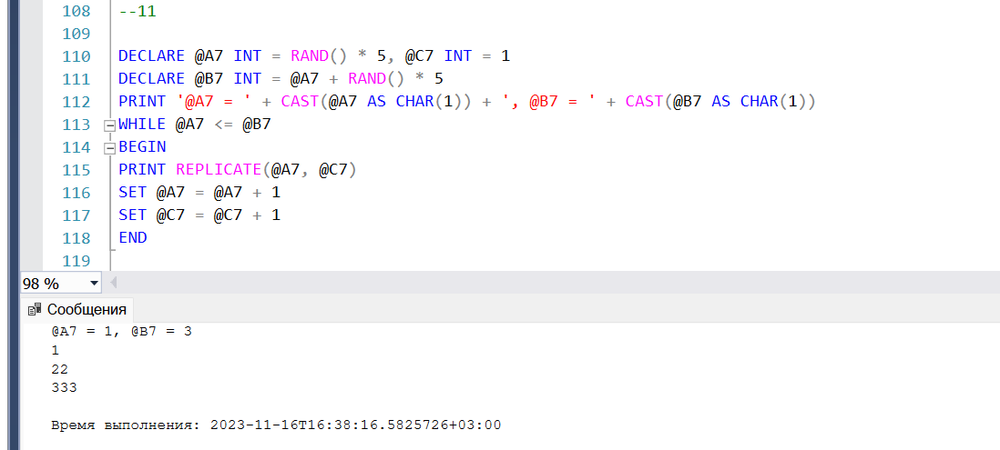 108 --11
109
110 DECLARE @A7 INT = RAND() * 5, @C7 INT = 1
111 DECLARE @B7 INT = @A7 + RAND() * 5
112 PRINT '@A7 = ' + CAST(@A7 AS CHAR(1)) + ', @B7 = ' + CAST(@B7 AS CHAR(1))
113 WHILE @A7 <= @B7
114 BEGIN
115 PRINT REPLICATE(@A7, @C7)
116 SET @A7 = @A7 + 1
117 SET @C7 = @C7 + 1
118 END
119
98 %
Сообщения
@A7 = 1, @B7 = 3
1
22
333
Время выполнения: 2023-11-16T16:38:16.5825726+03:00